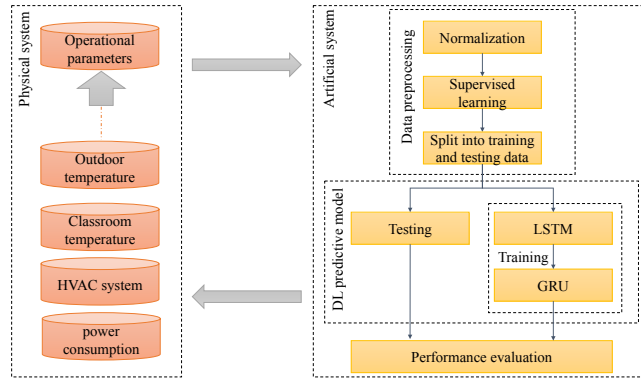 Physical system
Operational
parameters
Outdoor
temperature
Classroom
temperature
HVAC system
power
consumption
Artificial system
Data preprocessing
Normalization
Supervised
learning
Split into training
and testing data
DL predictive model
Testing
LSTM
Training
GRU
Performance evaluation